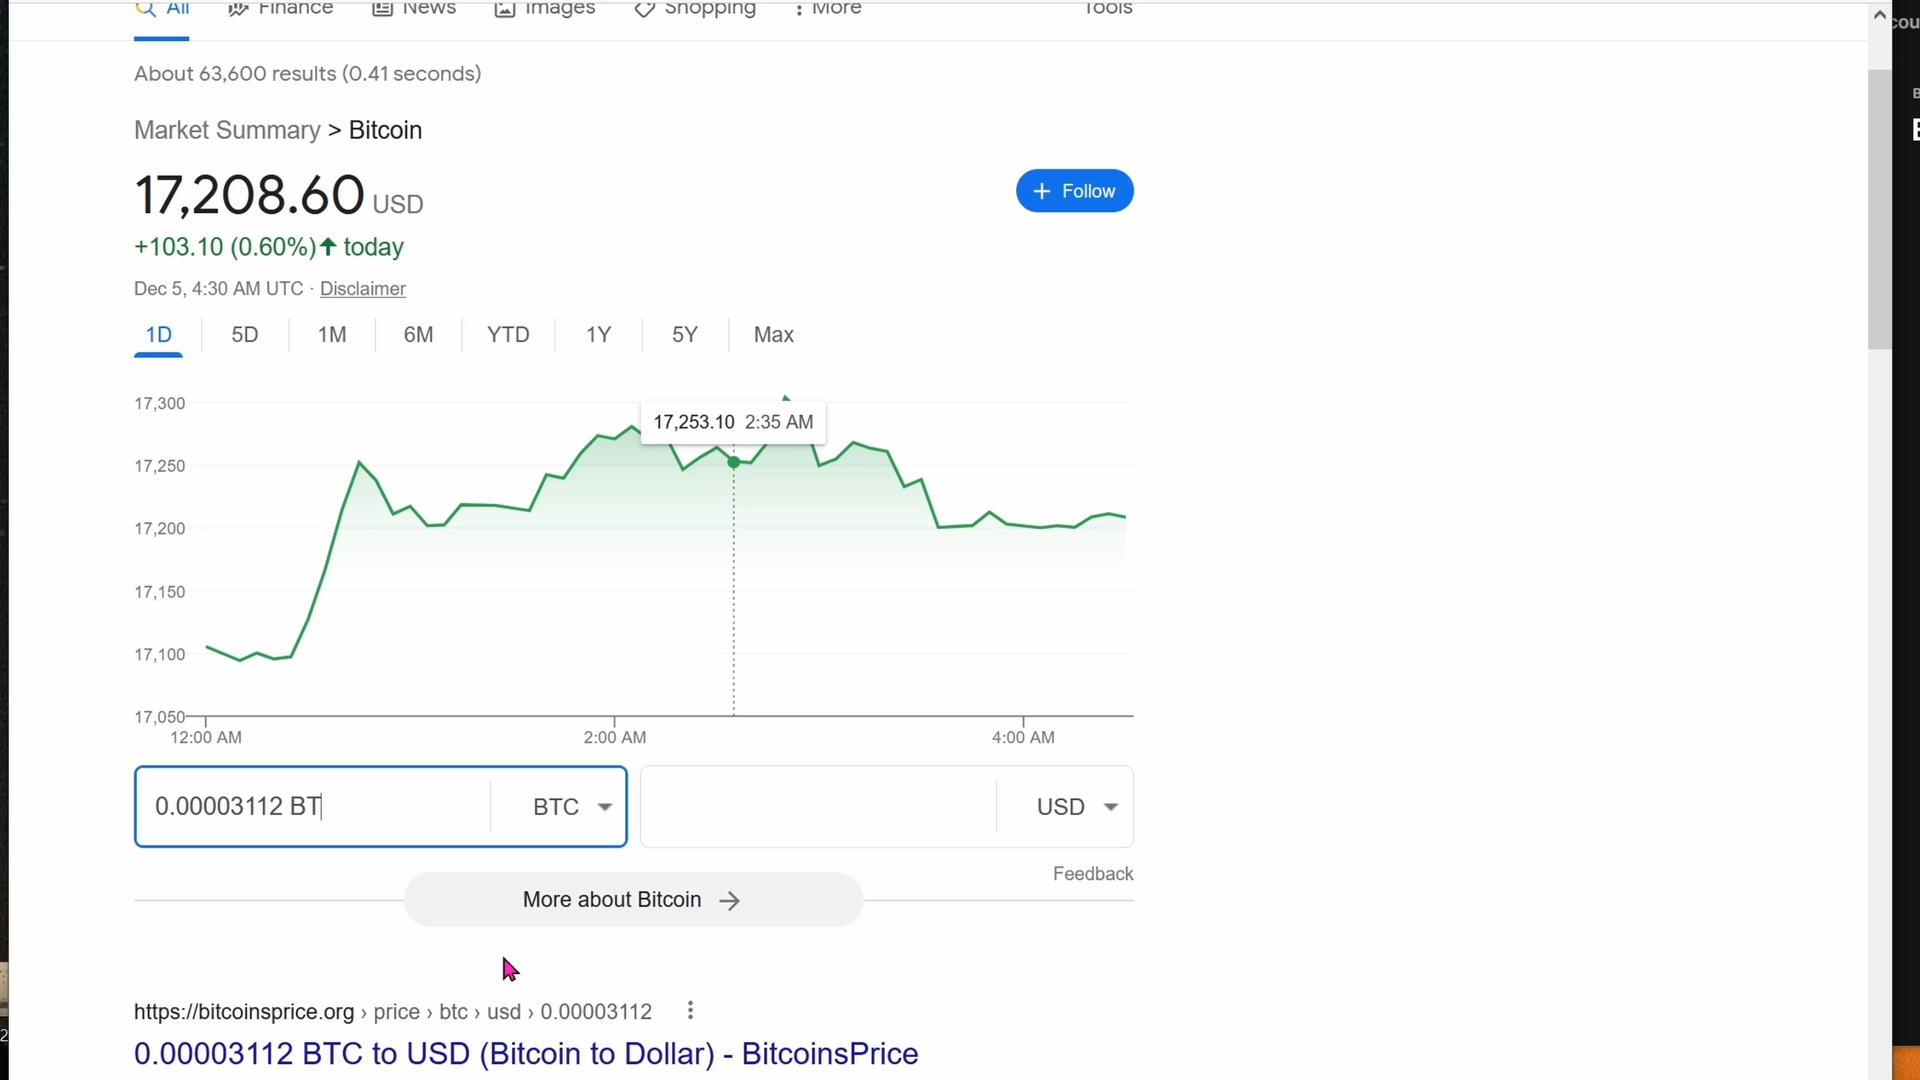 All Finance News Images Shopping More Tools
About 63,600 results (0.41 seconds)
Market Summary > Bitcoin
17,208.60 USD
+ Follow
+103.10 (0.60%) today
Dec 5, 4:30 AM UTC · Disclaimer
1D 5D 1M 6M YTD 1Y 5Y Max
17,300
17,253.10 2:35 AM
17,250
17,200
17,150
17,100
17,050
12:00 AM 2:00 AM 4:00 AM
0.00003112 BT BTC USD
Feedback
More about Bitcoin →
https://bitcoinsprice.org › price › btc › usd › 0.00003112
0.00003112 BTC to USD (Bitcoin to Dollar) - BitcoinsPrice